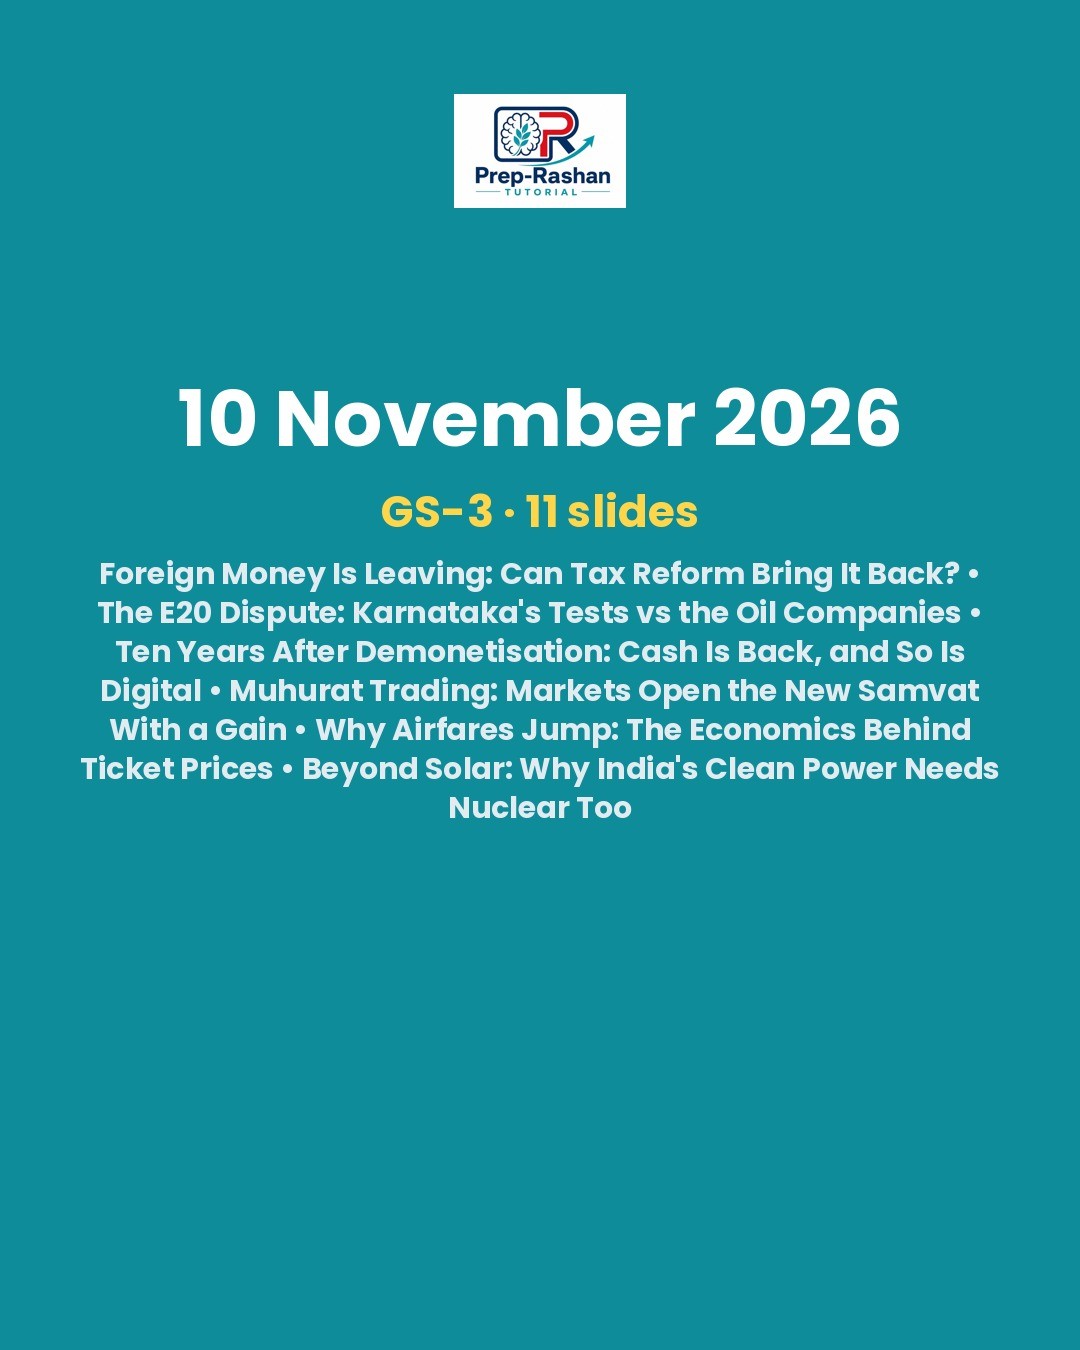 PR
Prep-Rashan
TUTORIAL
10 November 2026
GS-3 · 11 slides
Foreign Money Is Leaving: Can Tax Reform Bring It Back? •
The E20 Dispute: Karnataka's Tests vs the Oil Companies •
Ten Years After Demonetisation: Cash Is Back, and So Is
Digital • Muhurat Trading: Markets Open the New Samvat
With a Gain • Why Airfares Jump: The Economics Behind
Ticket Prices • Beyond Solar: Why India's Clean Power Needs
Nuclear Too